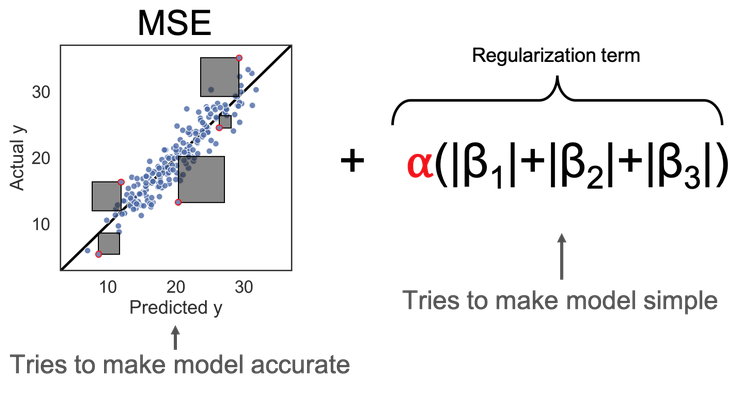 MSE
Regularization term
Actual y
30
20
10
10 20 30
Predicted y
+ α(|β₁|+|β₂|+|β₃|)
Tries to make model simple
Tries to make model accurate